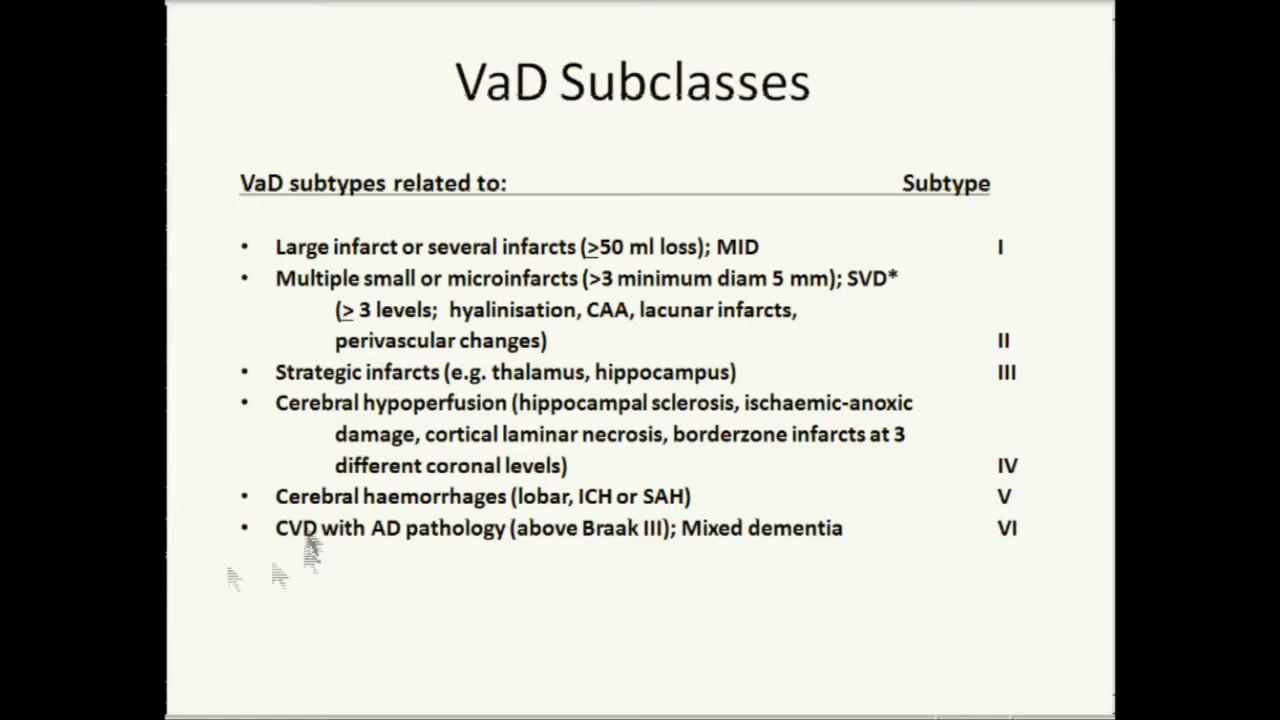 VaD Subclasses
VaD subtypes related to: Subtype
• Large infarct or several infarcts (≥50 ml loss); MID I
• Multiple small or microinfarcts (>3 minimum diam 5 mm); SVD*
(≥ 3 levels; hyalinisation, CAA, lacunar infarcts,
perivascular changes) II
• Strategic infarcts (e.g. thalamus, hippocampus) III
• Cerebral hypoperfusion (hippocampal sclerosis, ischaemic-anoxic
damage, cortical laminar necrosis, borderzone infarcts at 3
different coronal levels) IV
• Cerebral haemorrhages (lobar, ICH or SAH) V
• CVD with AD pathology (above Braak III); Mixed dementia VI